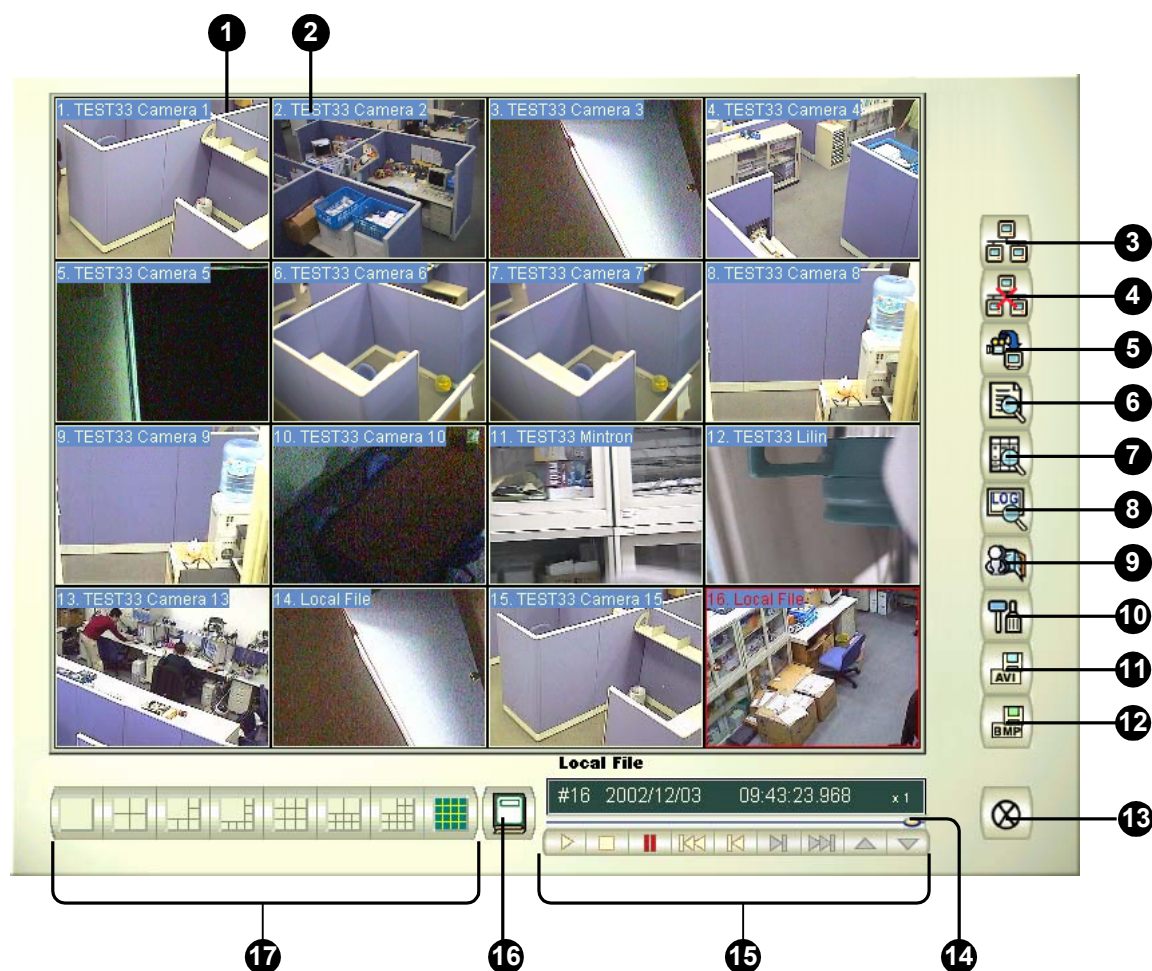 1 2
1. TEST33 Camera 1
2. TEST33 Camera 2
3. TEST33 Camera 3
4. TEST33 Camera 4
5. TEST33 Camera 5
6. TEST33 Camera 6
7. TEST33 Camera 7
8. TEST33 Camera 8
9. TEST33 Camera 9
10. TEST33 Camera 10
11. TEST33 Mintron
12. TEST33 Lilin
13. TEST33 Camera 13
14. Local File
15. TEST33 Camera 15
16. Local File
3
4
5
6
7
LOG
8
9
10
AVI
11
BMP
12
13
Local File
#16 2002/12/03 09:43:23.968 x 1
17 16 15 14